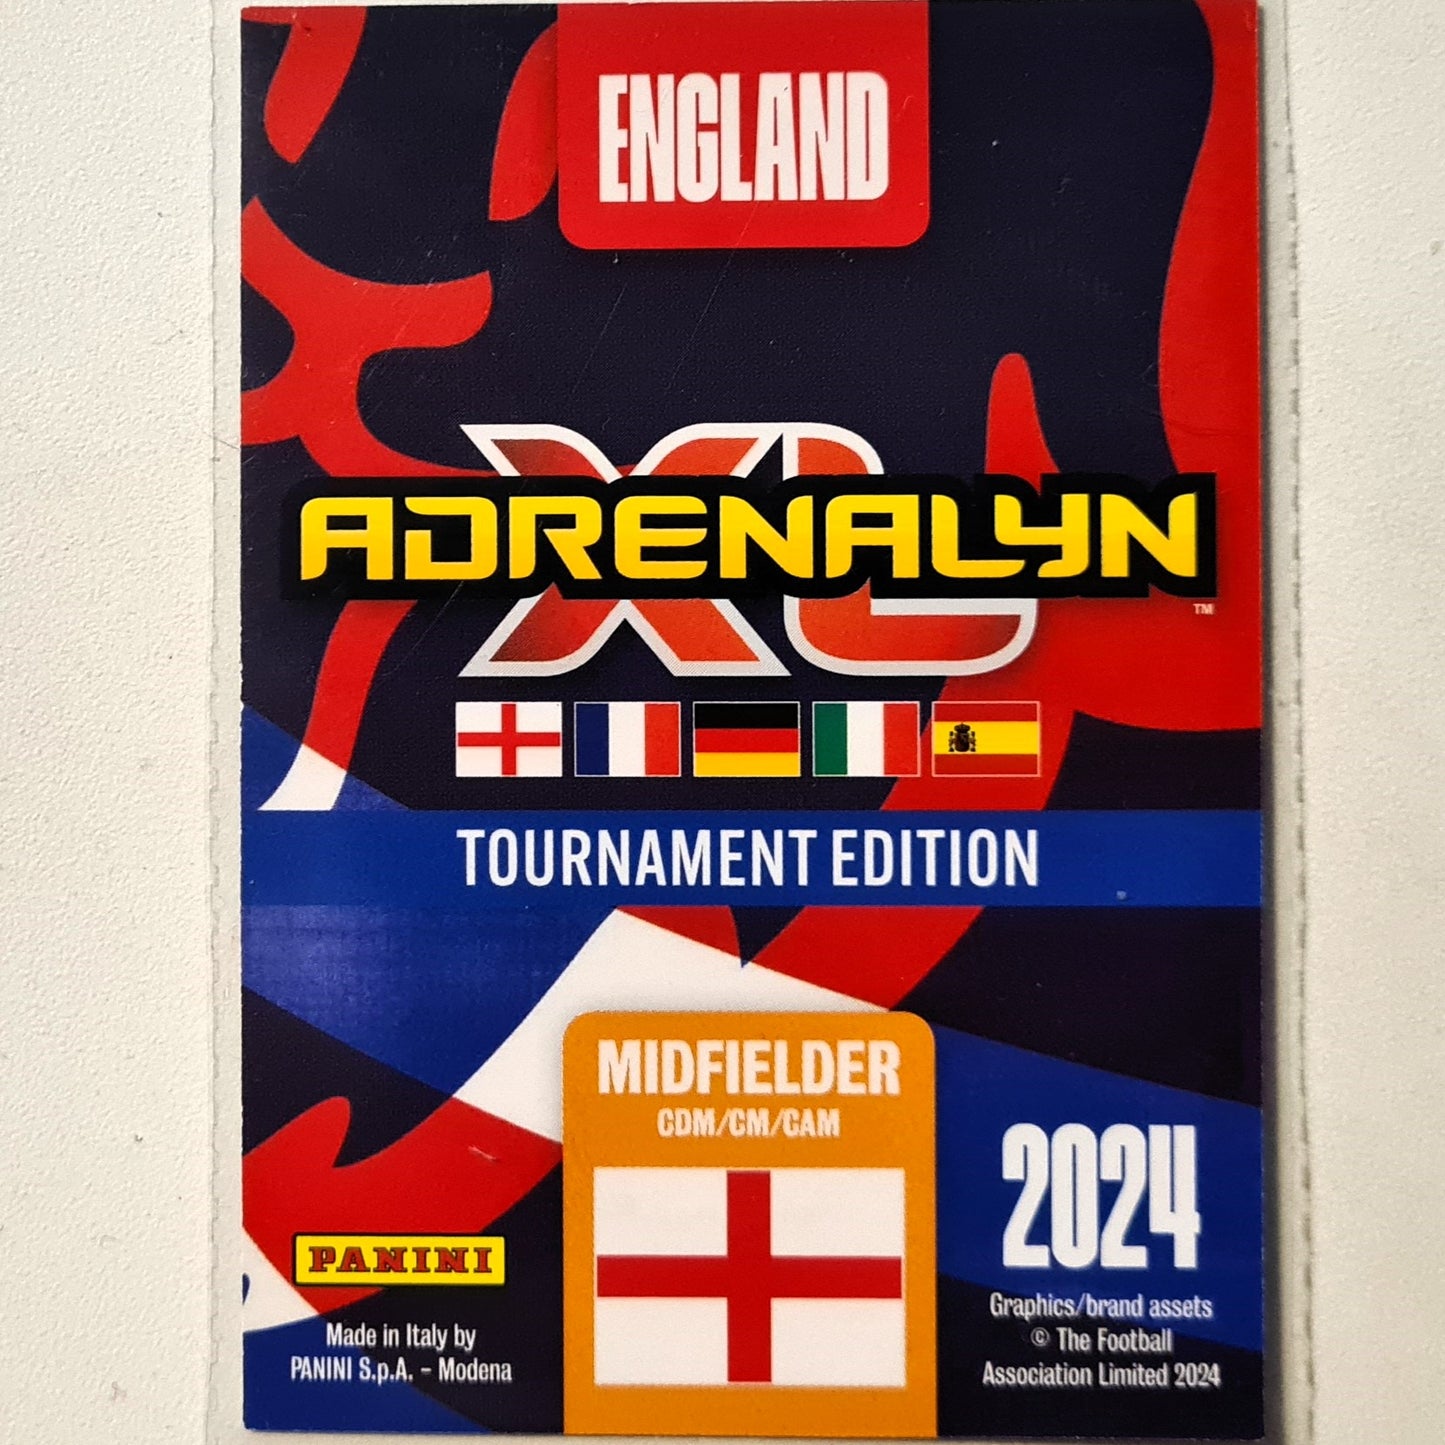 ENGLAND
XL
ADRENALYN
TM
TOURNAMENT EDITION
MIDFIELDER
CDM/CM/CAM
2024
PANINI
Made in Italy by
PANINI S.p.A. – Modena
Graphics/brand assets
© The Football
Association Limited 2024